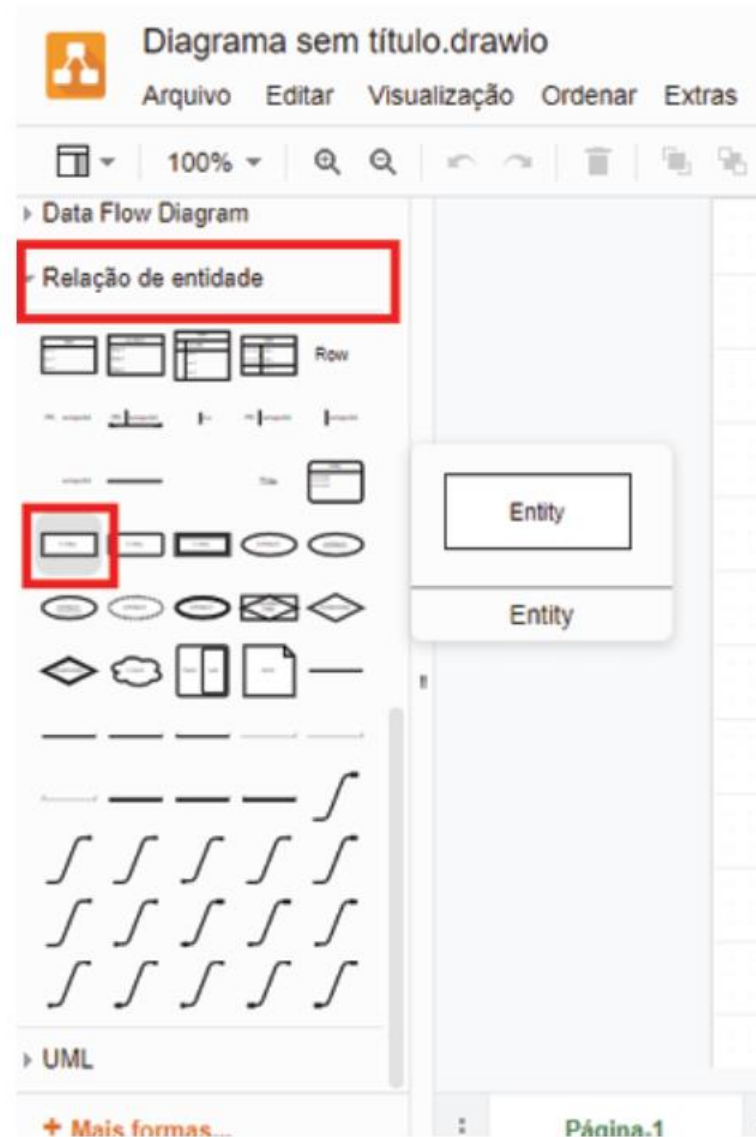 Diagrama sem título.drawio
Arquivo Editar Visualização Ordenar Extras
100%
Data Flow Diagram
Relação de entidade
Row
Title
Entity
Entity
UML
+ Mais formas...
Página-1